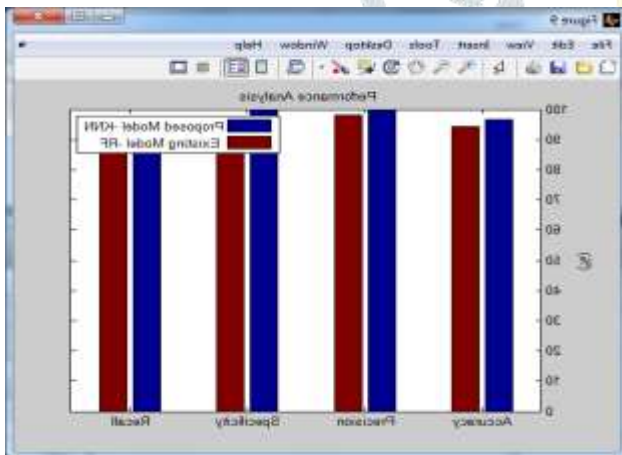 Figure 9
File Edit View Insert Tools Desktop Window Help
Performance Analysis
Proposed Model -KNN
Existing Model -RF
100
90
80
70
60
50
40
30
20
10
0
Accuracy Precision Specificity Recall